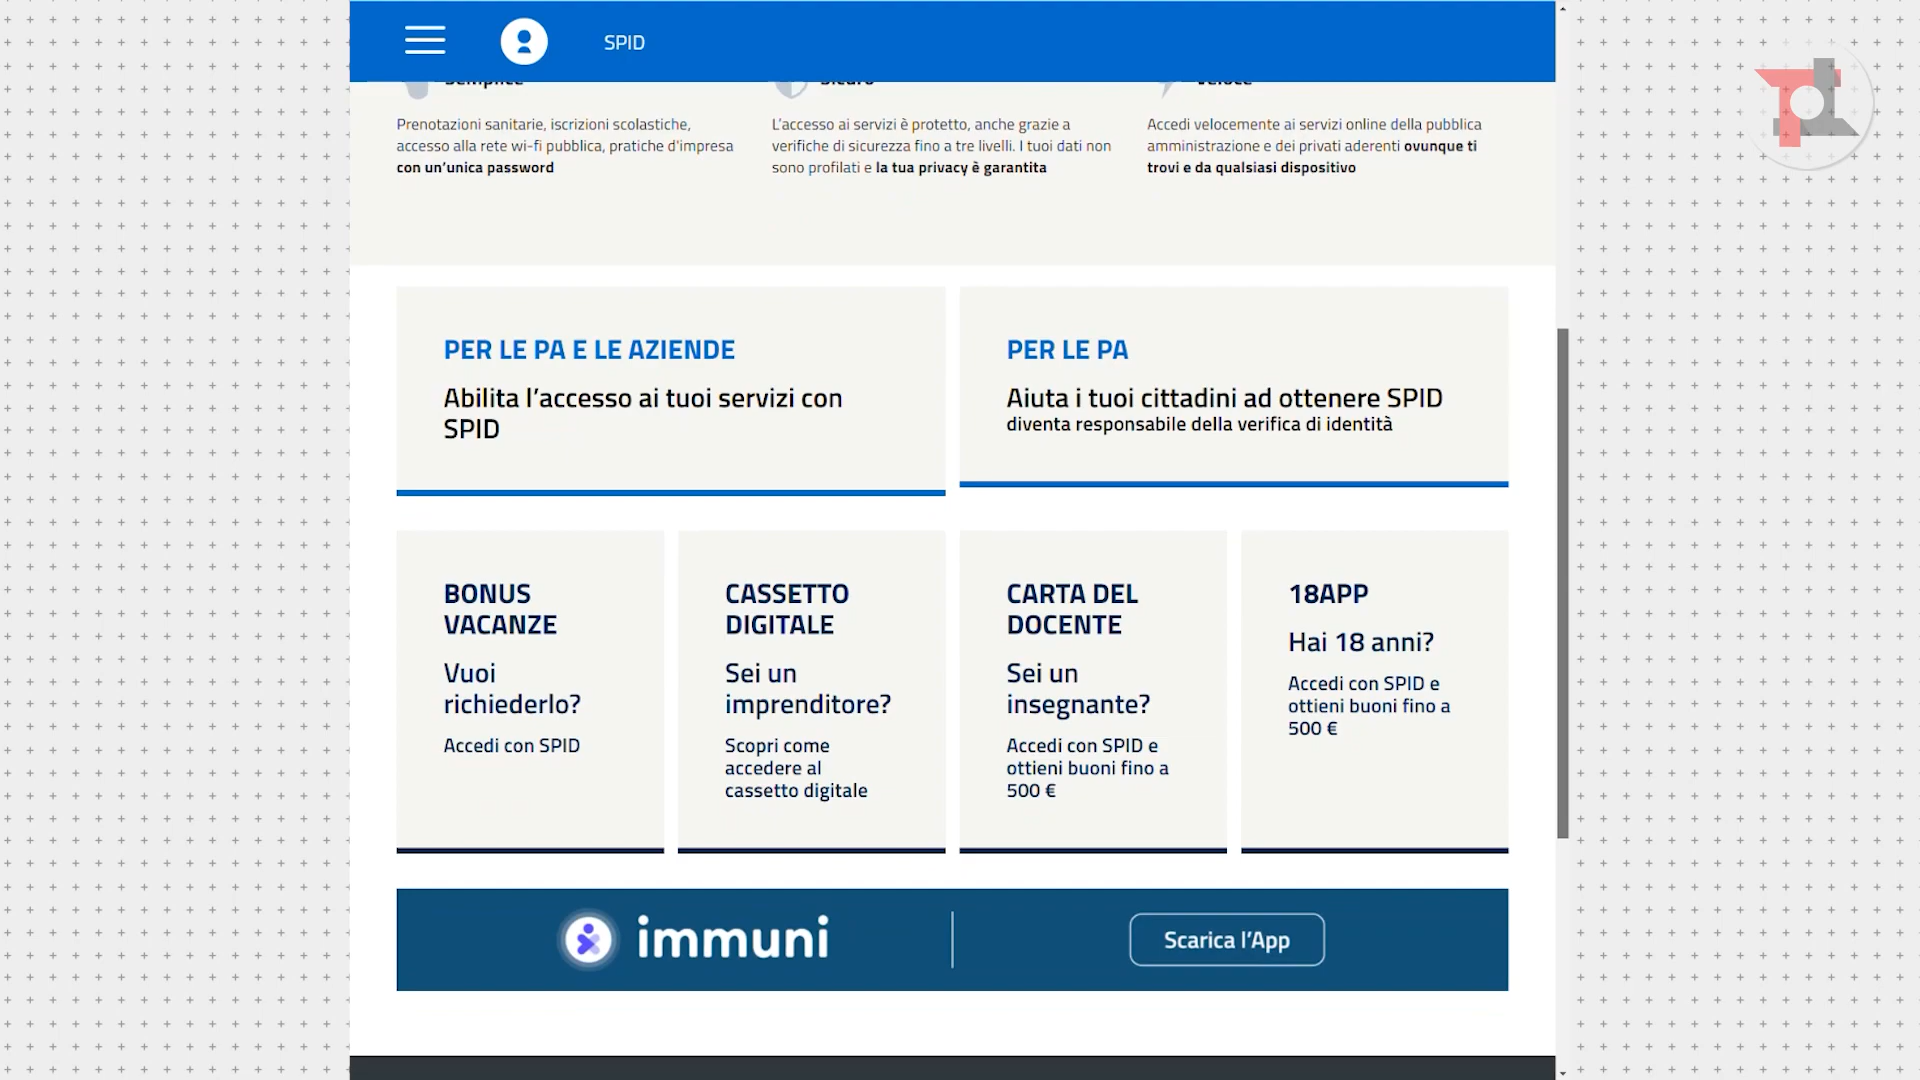 SPID
Semplice
Sicuro
Veloce
Prenotazioni sanitarie, iscrizioni scolastiche,
accesso alla rete wi-fi pubblica, pratiche d'impresa
con un’unica password
L’accesso ai servizi è protetto, anche grazie a
verifiche di sicurezza fino a tre livelli. I tuoi dati non
sono profilati e la tua privacy è garantita
Accedi velocemente ai servizi online della pubblica
amministrazione e dei privati aderenti ovunque ti
trovi e da qualsiasi dispositivo
PER LE PA E LE AZIENDE
Abilita l’accesso ai tuoi servizi con
SPID
PER LE PA
Aiuta i tuoi cittadini ad ottenere SPID
diventa responsabile della verifica di identità
BONUS
VACANZE
Vuoi
richiederlo?
Accedi con SPID
CASSETTO
DIGITALE
Sei un
imprenditore?
Scopri come
accedere al
cassetto digitale
CARTA DEL
DOCENTE
Sei un
insegnante?
Accedi con SPID e
ottieni buoni fino a
500 €
18APP
Hai 18 anni?
Accedi con SPID e
ottieni buoni fino a
500 €
immuni
Scarica l’App